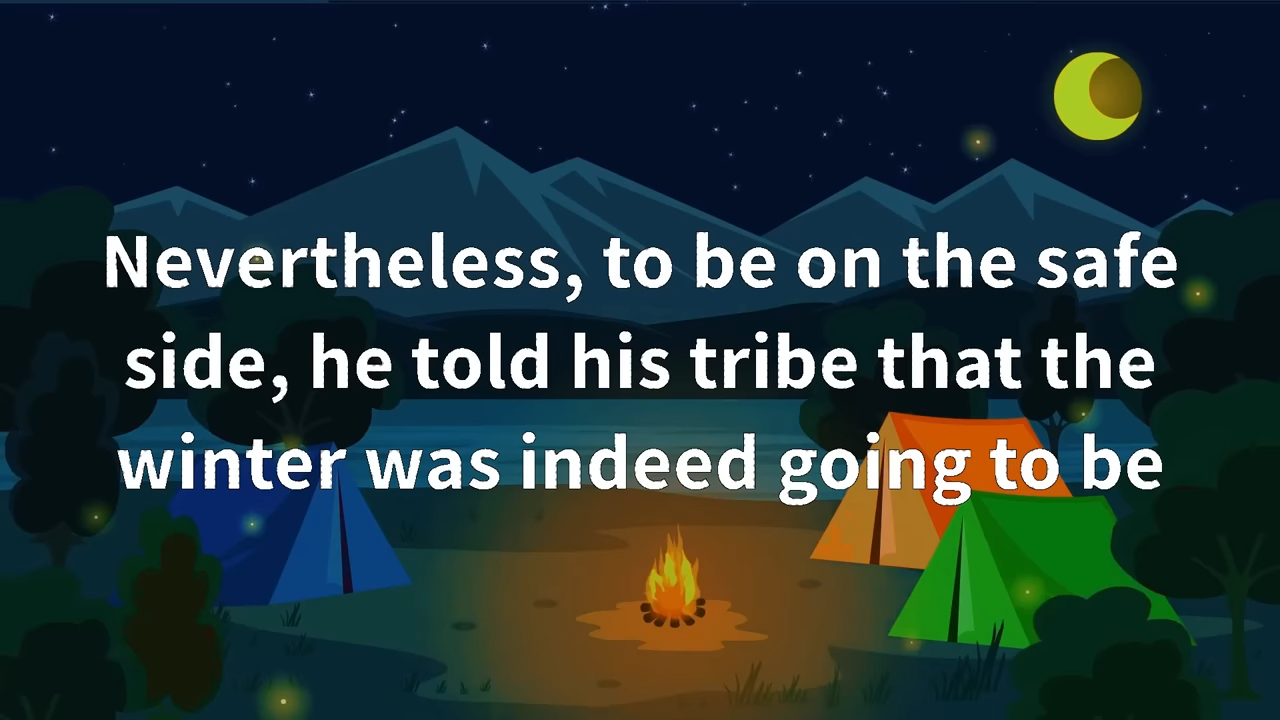 Nevertheless, to be on the safe
side, he told his tribe that the
winter was indeed going to be